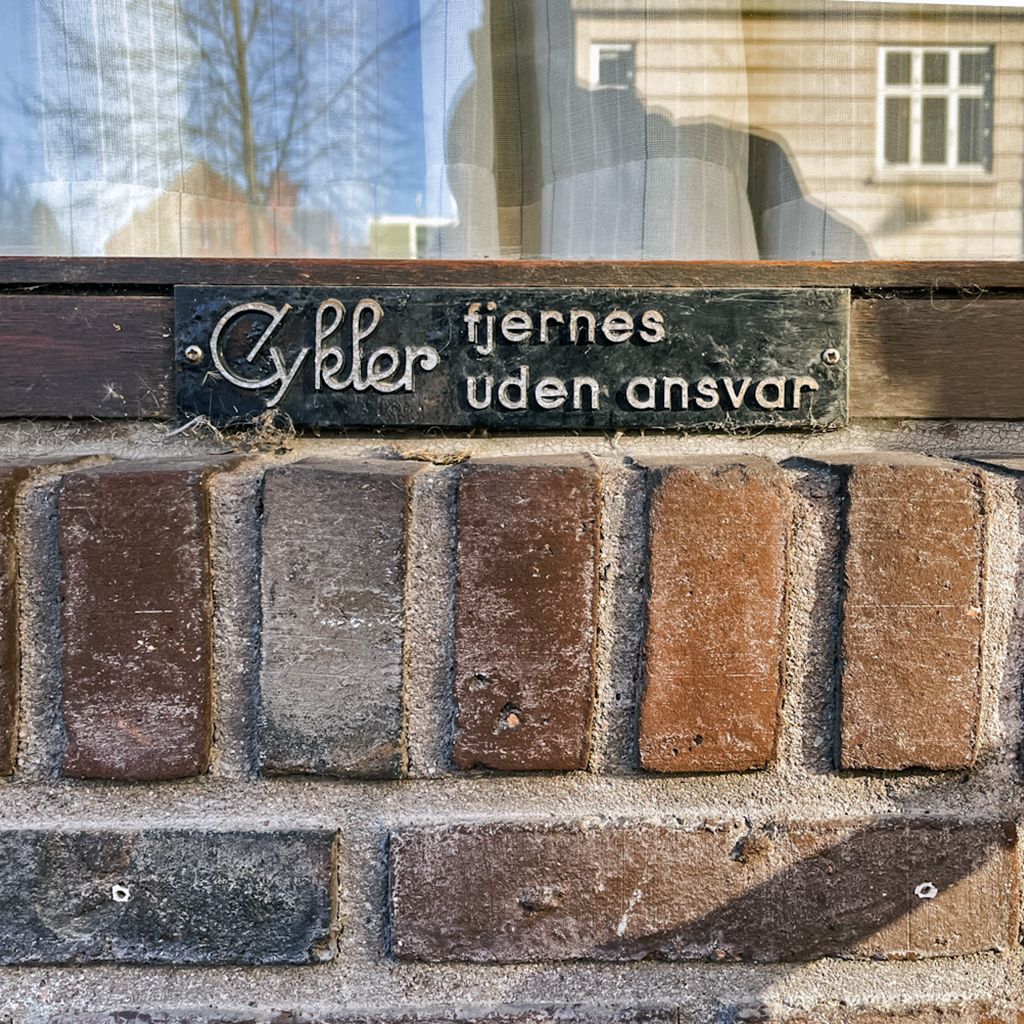 Cykler fjernes
uden ansvar